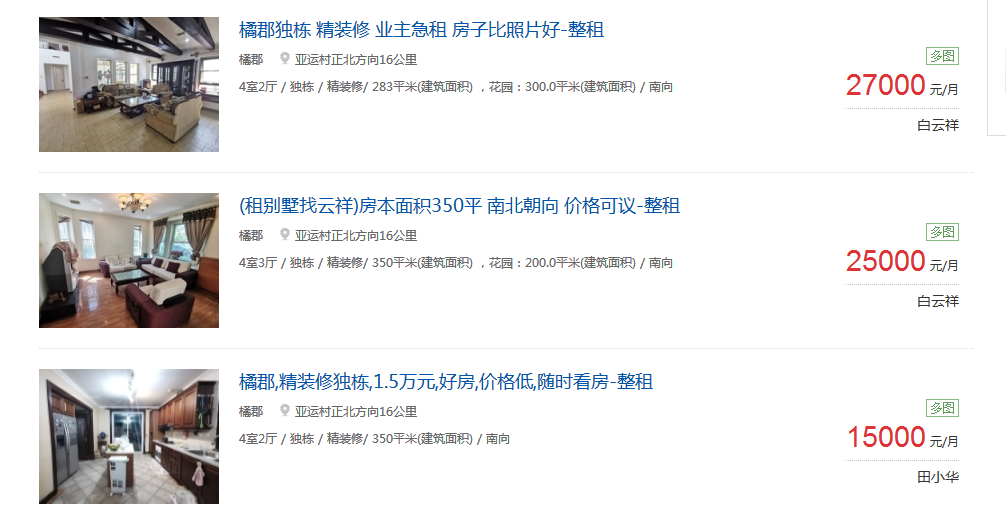 橘郡独栋 精装修 业主急租 房子比照片好-整租
橘郡 亚运村正北方向16公里
多图
4室2厅 / 独栋 / 精装修/ 283平米(建筑面积) ，花园：300.0平米(建筑面积) / 南向
27000 元/月
白云祥
(租别墅找云祥)房本面积350平 南北朝向 价格可议-整租
橘郡 亚运村正北方向16公里
多图
4室3厅 / 独栋 / 精装修/ 350平米(建筑面积) ，花园：200.0平米(建筑面积) / 南向
25000 元/月
白云祥
橘郡,精装修独栋,1.5万元,好房,价格低,随时看房-整租
橘郡 亚运村正北方向16公里
多图
4室2厅 / 独栋 / 精装修/ 350平米(建筑面积) / 南向
15000 元/月
田小华